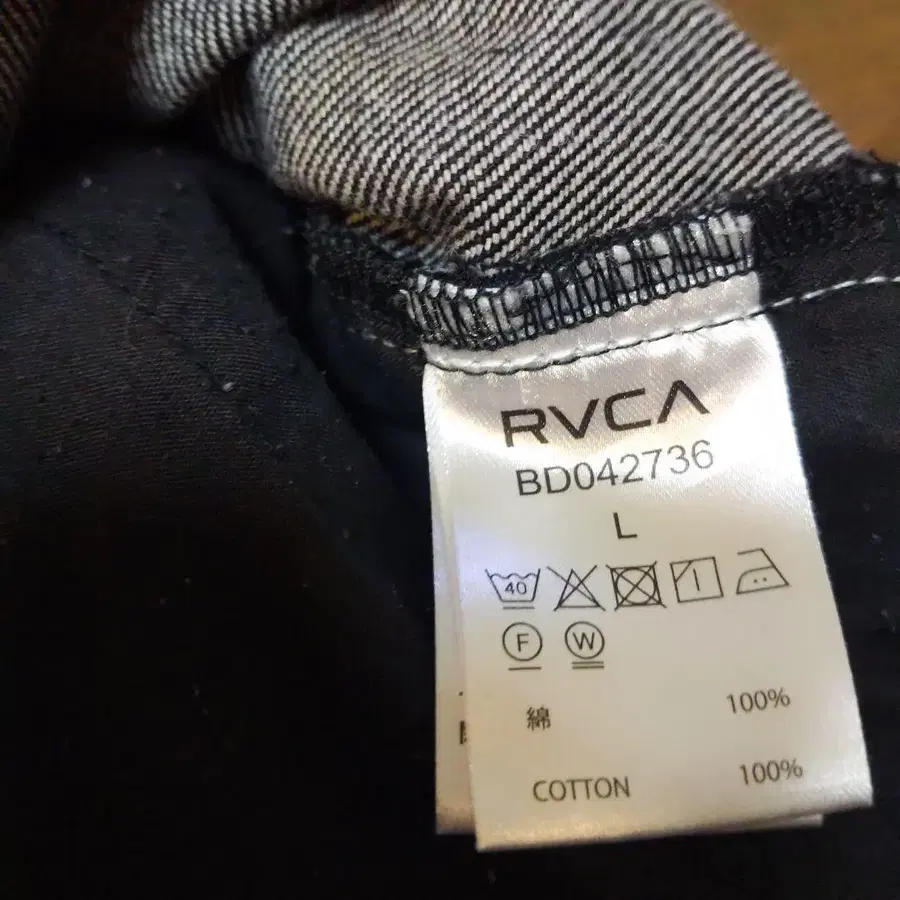 RVCA
BD042736
L
40
F W
綿 100%
COTTON 100%